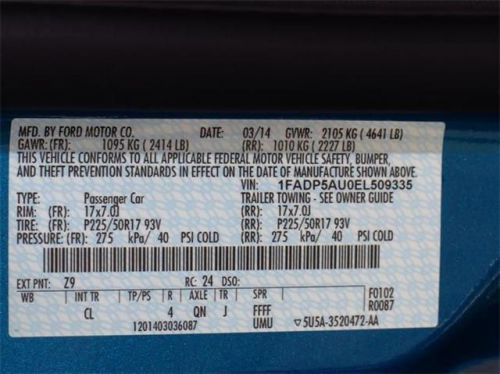 MFD. BY FORD MOTOR CO. DATE: 03/14 GVWR: 2105 KG ( 4641 LB)
GAWR: (FR): 1095 KG ( 2414 LB) (RR): 1010 KG ( 2227 LB)
THIS VEHICLE CONFORMS TO ALL APPLICABLE FEDERAL MOTOR VEHICLE SAFETY, BUMPER,
AND THEFT PREVENTION STANDARDS IN EFFECT ON THE DATE OF MANUFACTURE SHOWN ABOVE.
VIN: 1FADP5AU0EL509335
TYPE: Passenger Car TRAILER TOWING - SEE OWNER GUIDE
RIM: (FR): 17x7.0J (RR): 17x7.0J
TIRE: (FR): P225/50R17 93V (RR): P225/50R17 93V
PRESSURE: (FR): 275 kPa/ 40 PSI COLD (RR): 275 kPa/ 40 PSI COLD
EXT PNT: Z9 RC: 24 DSO:
WB INT TR TP/PS R AXLE TR SPR F0102
CL 4 QN J FFFF R0087
1201403036087 UMU ▽ 5U5A-3520472-AA